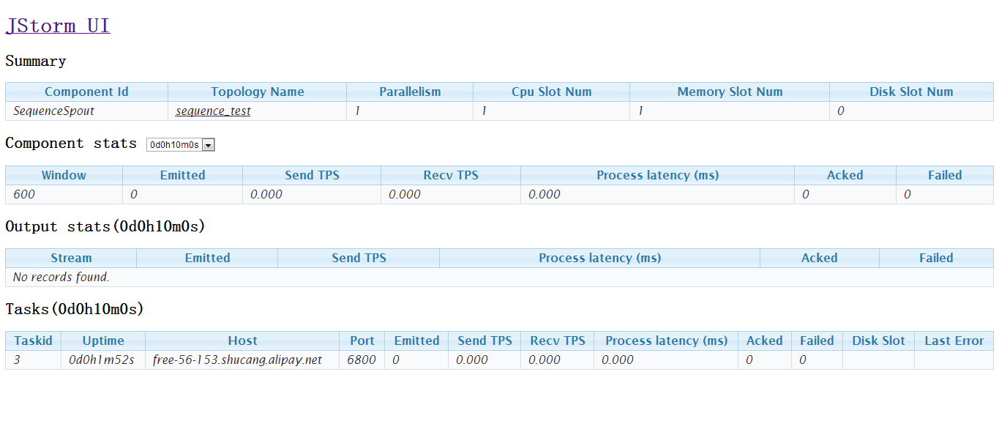 JStorm UI
Summary
Component Id Topology Name Parallelism Cpu Slot Num Memory Slot Num Disk Slot Num
SequenceSpout sequence_test 1 1 1 0
Component stats 0d0h10m0s
Window Emitted Send TPS Recv TPS Process latency (ms) Acked Failed
600 0 0.000 0.000 0.000 0 0
Output stats(0d0h10m0s)
Stream Emitted Send TPS Process latency (ms) Acked Failed
No records found.
Tasks(0d0h10m0s)
Taskid Uptime Host Port Emitted Send TPS Recv TPS Process latency (ms) Acked Failed Disk Slot Last Error
3 0d0h1m52s free-56-153.shucang.alipay.net 6800 0 0.000 0.000 0.000 0 0